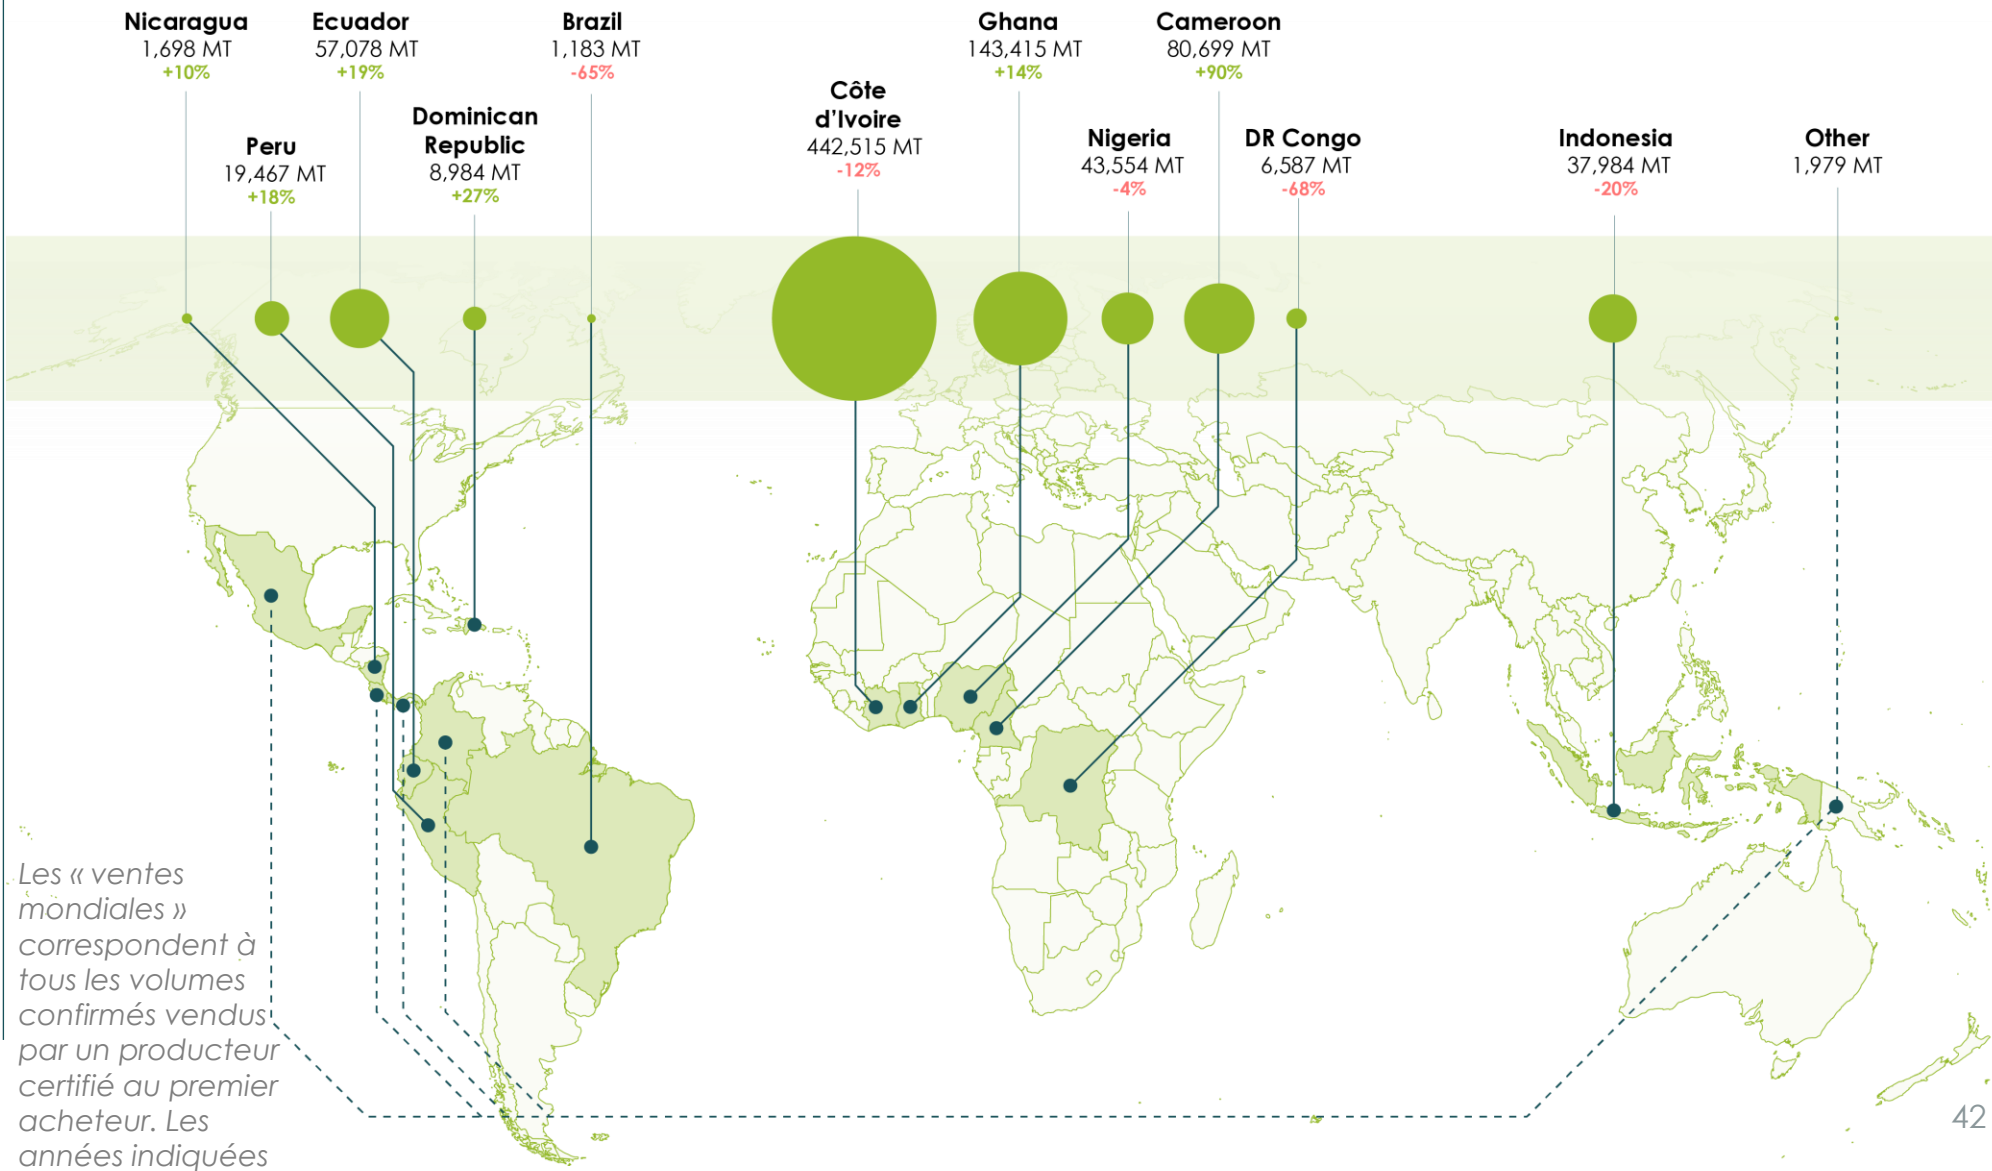 Nicaragua
1,698 MT
+10%
Ecuador
57,078 MT
+19%
Brazil
1,183 MT
-65%
Ghana
143,415 MT
+14%
Cameroon
80,699 MT
+90%
Peru
19,467 MT
+18%
Dominican
Republic
8,984 MT
+27%
Côte
d’Ivoire
442,515 MT
-12%
Nigeria
43,554 MT
-4%
DR Congo
6,587 MT
-68%
Indonesia
37,984 MT
-20%
Other
1,979 MT
Les « ventes
mondiales »
correspondent à
tous les volumes
confirmés vendus
par un producteur
certifié au premier
acheteur. Les
années indiquées
42